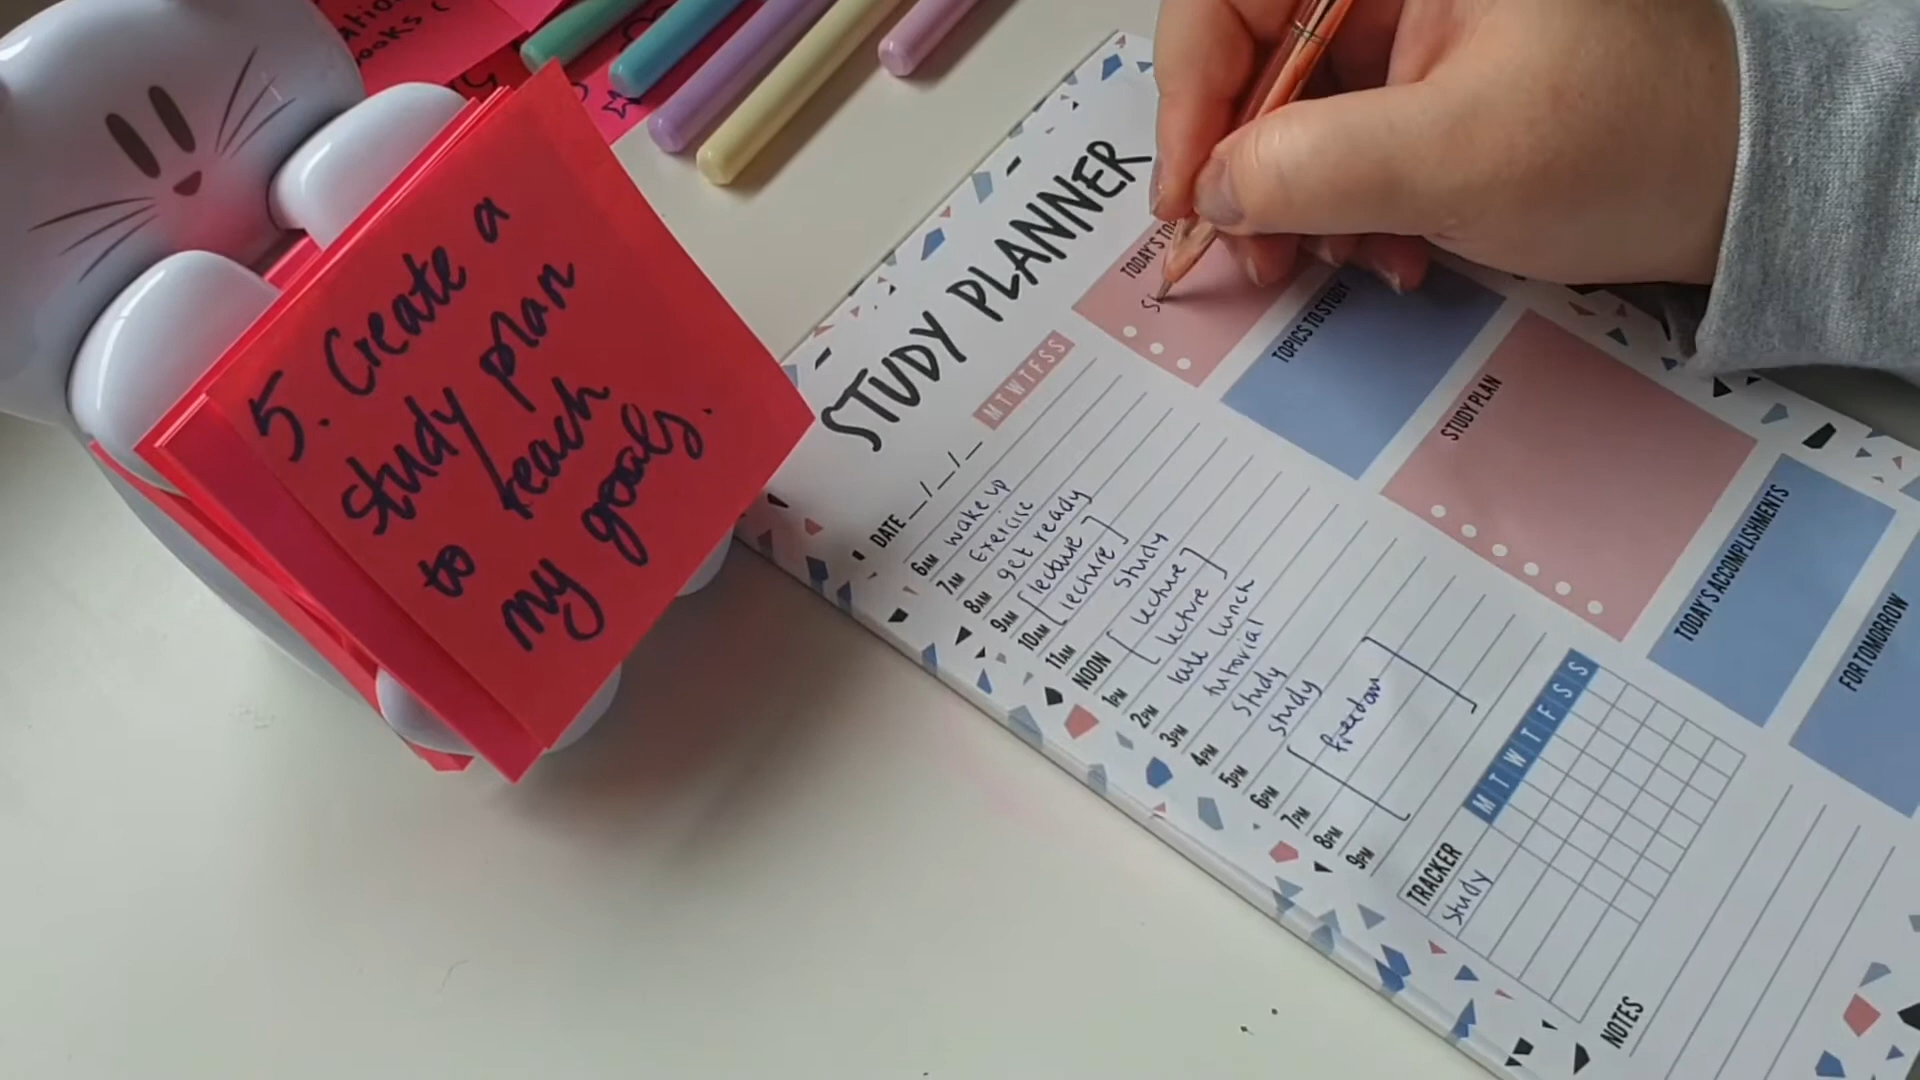 5. Create a
study plan
to reach
my goals.
STUDY PLANNER
DATE __/__/__
M T W T F S S
6AM wake up
7AM Exercise
8AM get ready
9AM [lecture]
10AM [lecture]
11AM study
NOON [lecture]
1PM [lecture]
2PM late lunch
3PM tutorial
4PM study
5PM study
6PM
7PM freedom
8PM
9PM
TODAY'S
TOPICS TO STUDY
STUDY PLAN
TODAY'S ACCOMPLISHMENTS
FOR TOMORROW
TRACKER M T W T F S S
study
NOTES